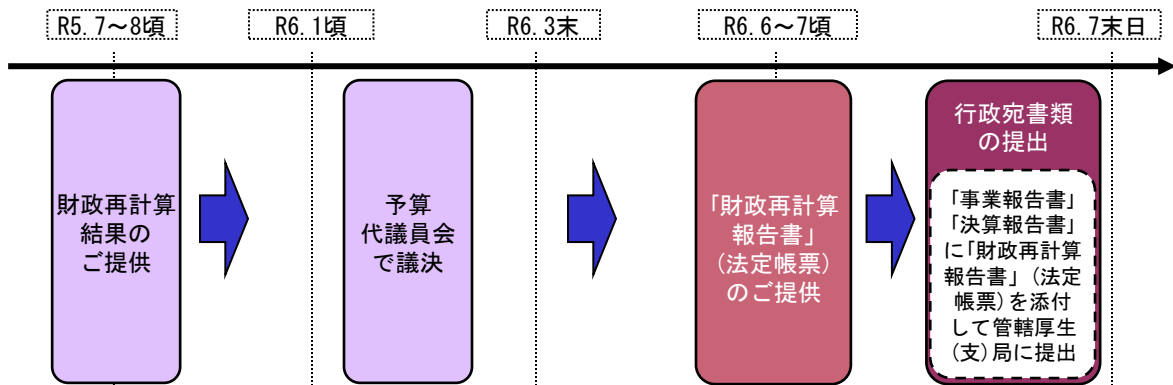 R5.7～8頃
R6.1頃
R6.3末
R6.6～7頃
R6.7末日
財政再計算
結果の
ご提供
予算
代議員会
で議決
「財政再計算
報告書」
(法定帳票)
のご提供
行政宛書類
の提出
「事業報告書」
「決算報告書」
に「財政再計算
報告書」(法定
帳票)を添付
して管轄厚生
(支)局に提出